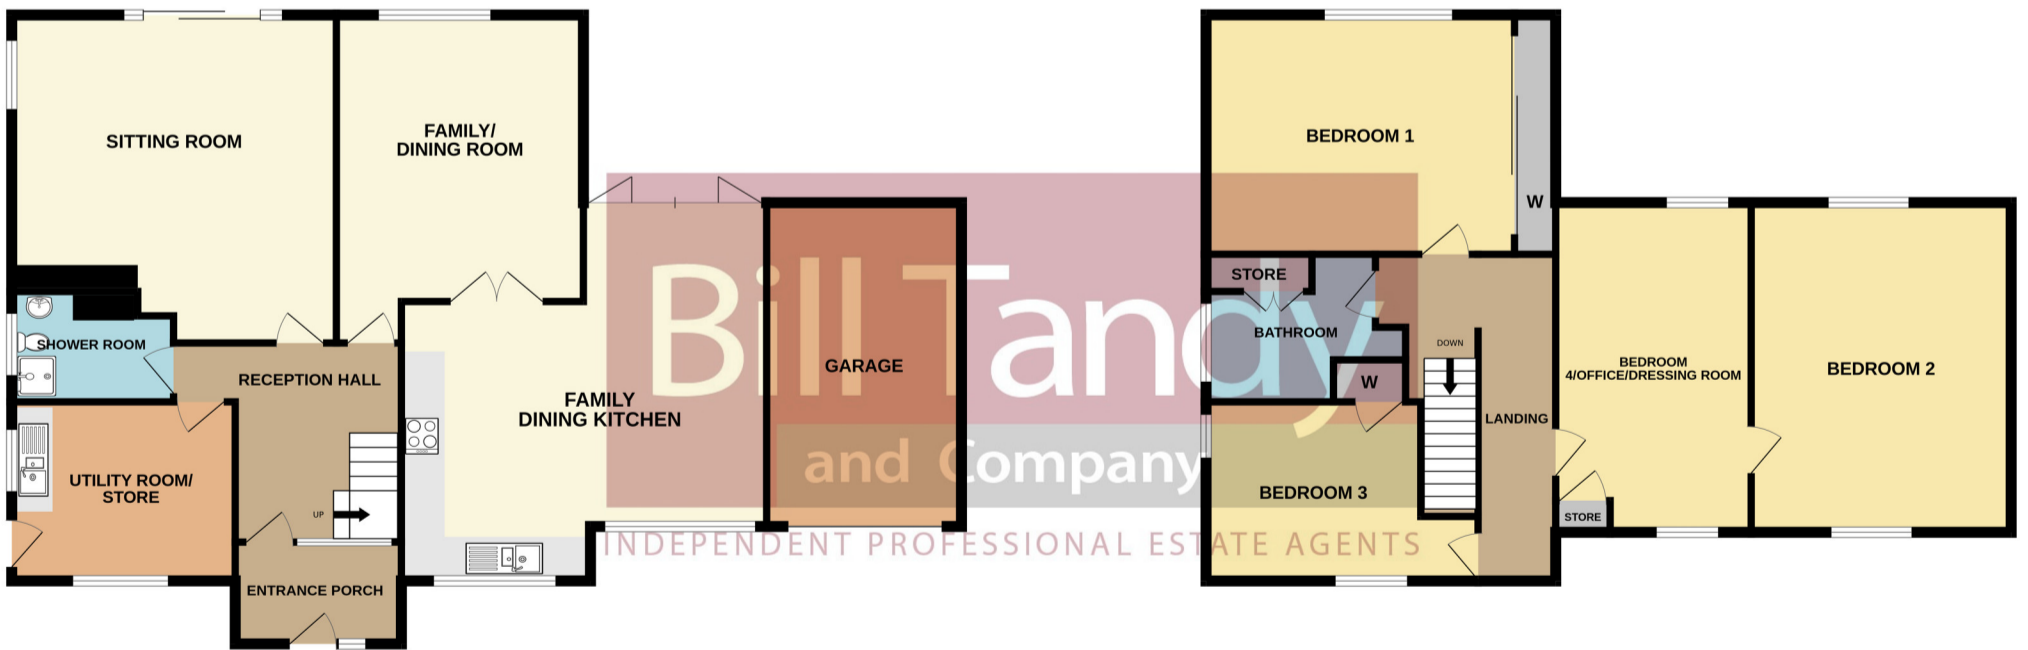 SITTING ROOM
FAMILY/
DINING ROOM
SHOWER ROOM
RECEPTION HALL
UTILITY ROOM/
STORE
UP
ENTRANCE PORCH
FAMILY
DINING KITCHEN
GARAGE
BEDROOM 1
W
STORE
BATHROOM
W
DOWN
LANDING
BEDROOM 3
BEDROOM
4/OFFICE/DRESSING ROOM
STORE
BEDROOM 2
Bill Tandy
and Company
INDEPENDENT PROFESSIONAL ESTATE AGENTS